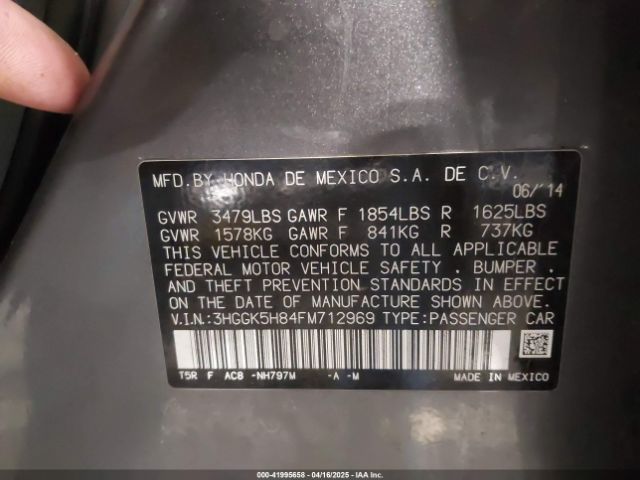 MFD.BY HONDA DE MEXICO S.A. DE C.V.
06/'14
GVWR 3479LBS GAWR F 1854LBS R 1625LBS
GVWR 1578KG GAWR F 841KG R 737KG
THIS VEHICLE CONFORMS TO ALL APPLICABLE
FEDERAL MOTOR VEHICLE SAFETY , BUMPER ,
AND THEFT PREVENTION STANDARDS IN EFFECT
ON THE DATE OF MANUFACTURE SHOWN ABOVE.
V.I.N.:3HGGK5H84FM712969 TYPE:PASSENGER CAR
T5R F AC8 -NH797M -A -M MADE IN MEXICO
000-41995658 - 04/16/2025 - IAA Inc.